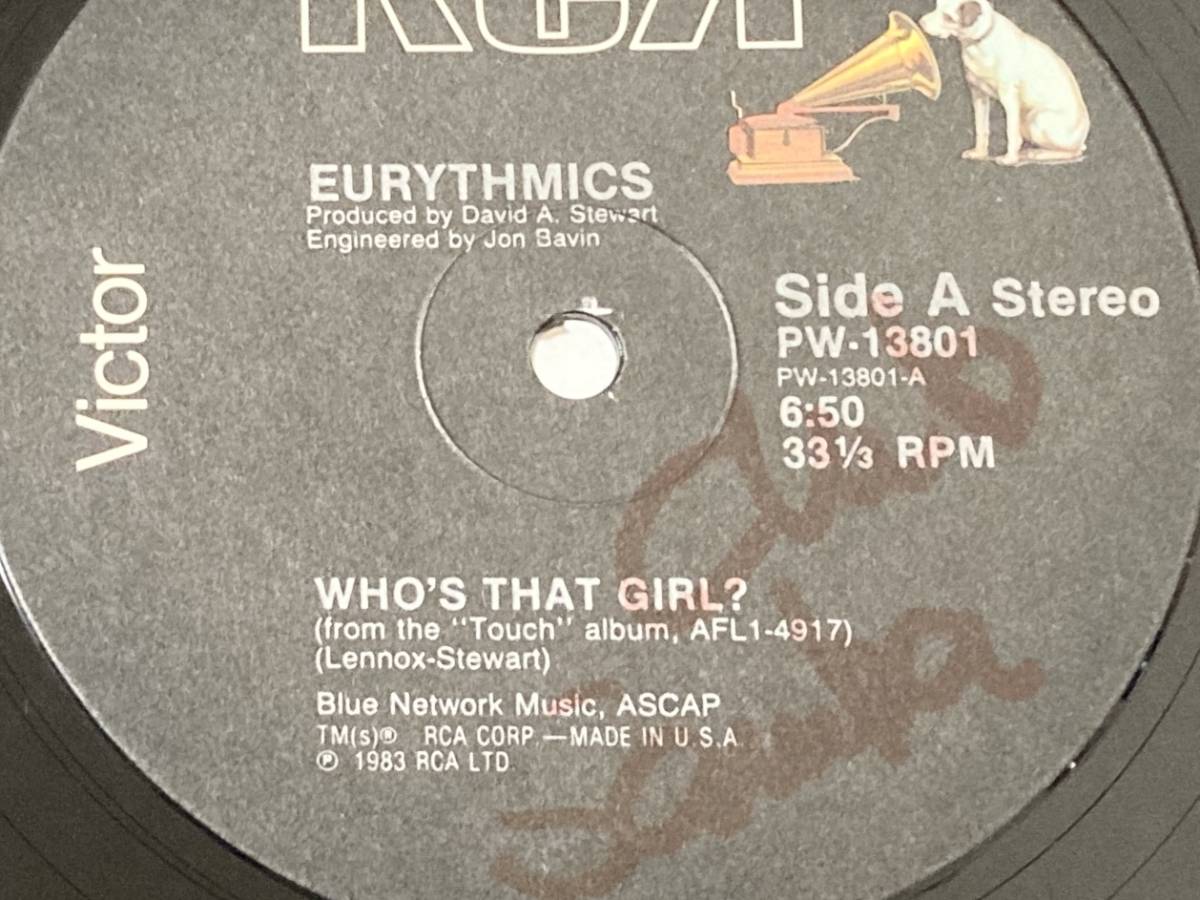 RCA
Victor
EURYTHMICS
Produced by David A. Stewart
Engineered by Jon Bavin
Side A Stereo
PW-13801
PW-13801-A
6:50
33⅓ RPM
WHO'S THAT GIRL?
(from the "Touch" album, AFL1-4917)
(Lennox-Stewart)
Blue Network Music, ASCAP
TM(s)® RCA CORP.—MADE IN U.S.A.
℗ 1983 RCA LTD.